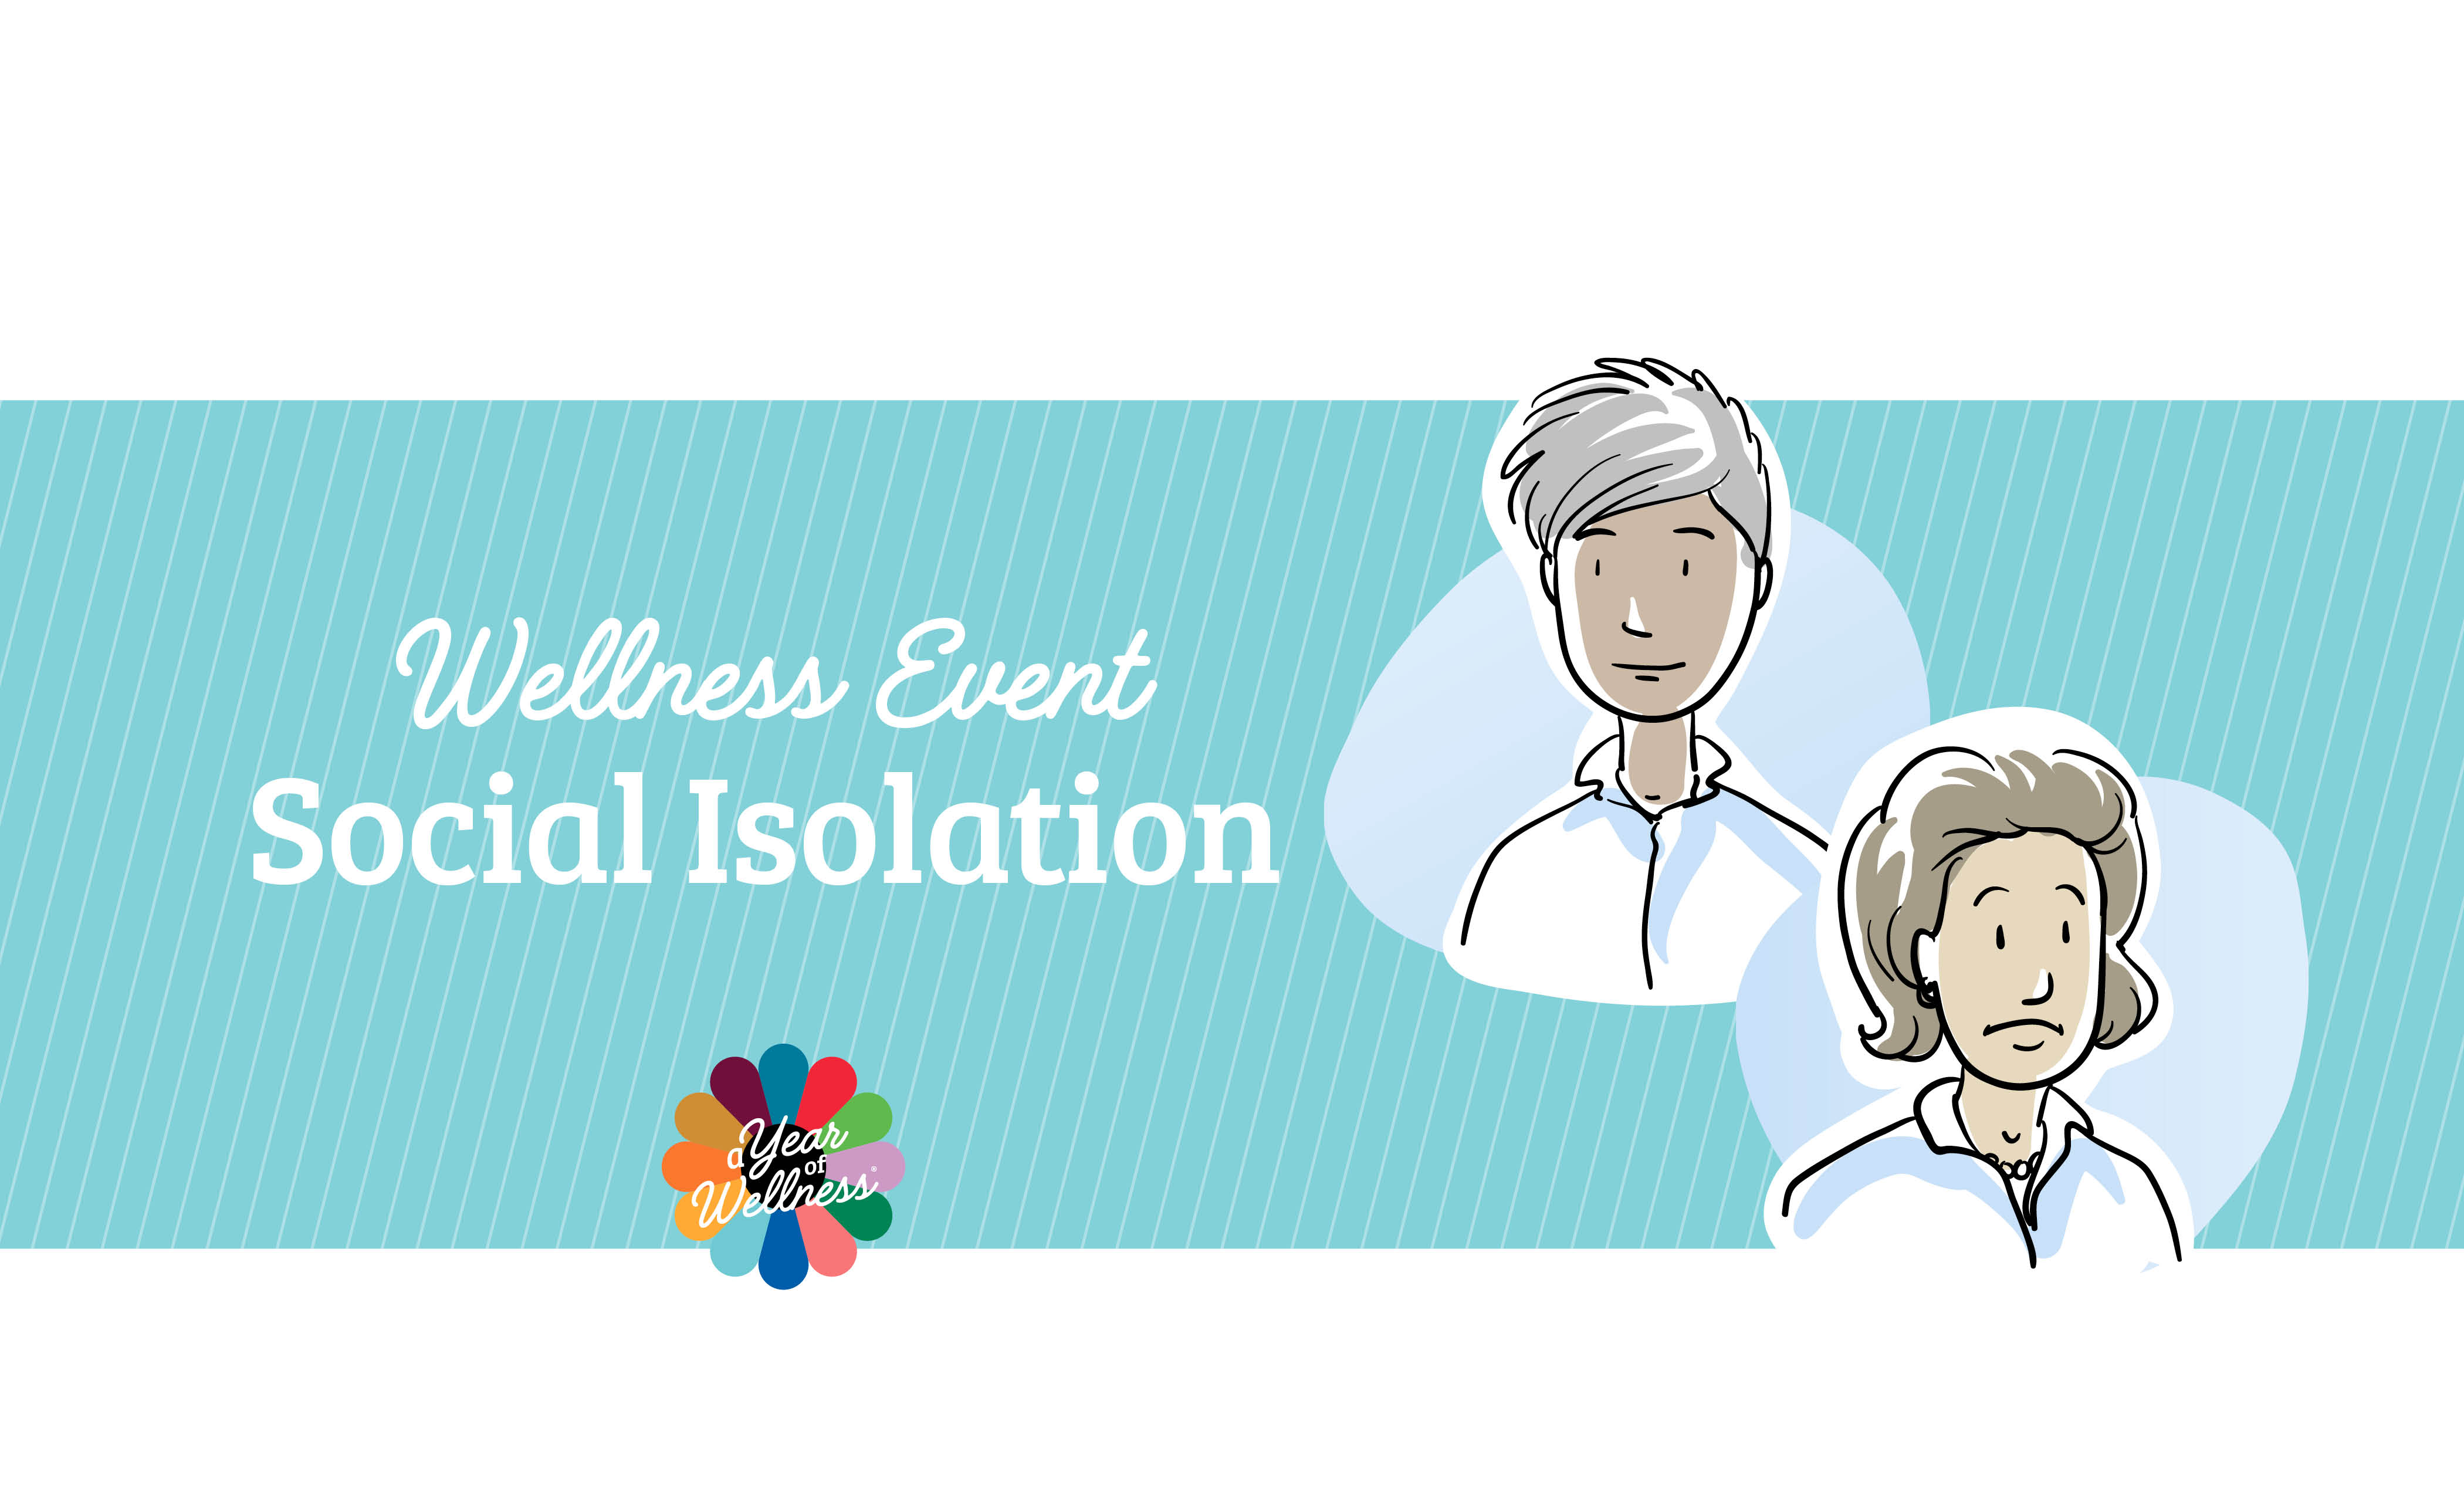 Wellness Event
Social Isolation
a Year
of
Wellness®